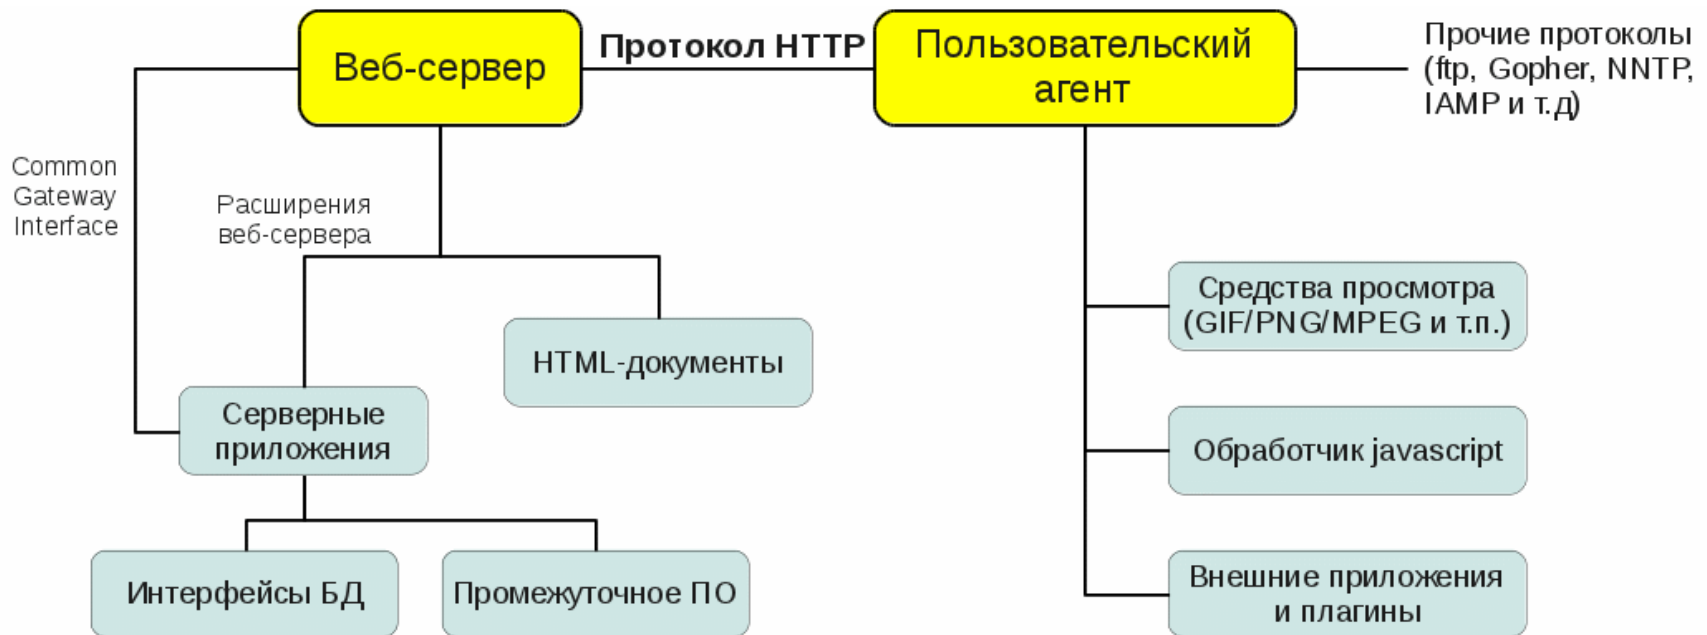 Веб-сервер
Протокол HTTP
Пользовательский
агент
Прочие протоколы
(ftp, Gopher, NNTP,
IAMP и т.д)
Common
Gateway
Interface
Расширения
веб-сервера
HTML-документы
Серверные
приложения
Интерфейсы БД
Промежуточное ПО
Средства просмотра
(GIF/PNG/MPEG и т.п.)
Обработчик javascript
Внешние приложения
и плагины